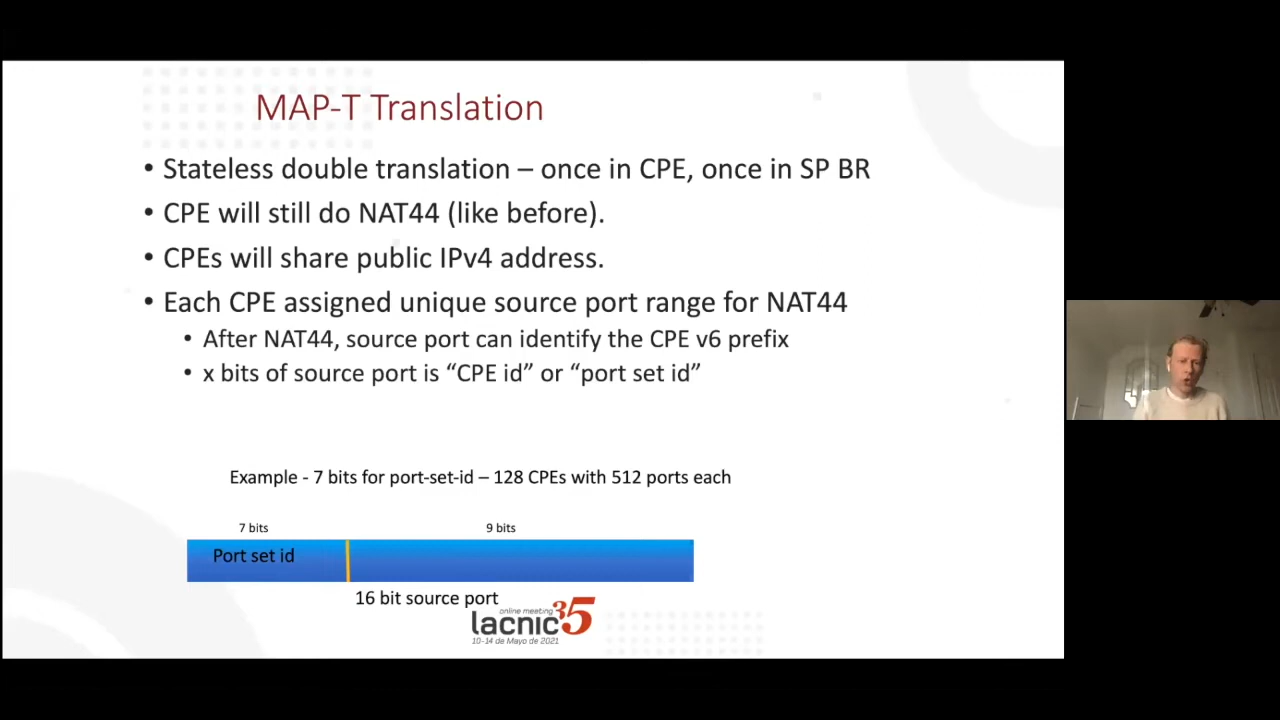 MAP-T Translation
• Stateless double translation – once in CPE, once in SP BR
• CPE will still do NAT44 (like before).
• CPEs will share public IPv4 address.
• Each CPE assigned unique source port range for NAT44
• After NAT44, source port can identify the CPE v6 prefix
• x bits of source port is “CPE id” or “port set id”
Example - 7 bits for port-set-id – 128 CPEs with 512 ports each
7 bits 9 bits
Port set id
16 bit source port
online meeting
lacnic35
10-14 de Mayo de 2021